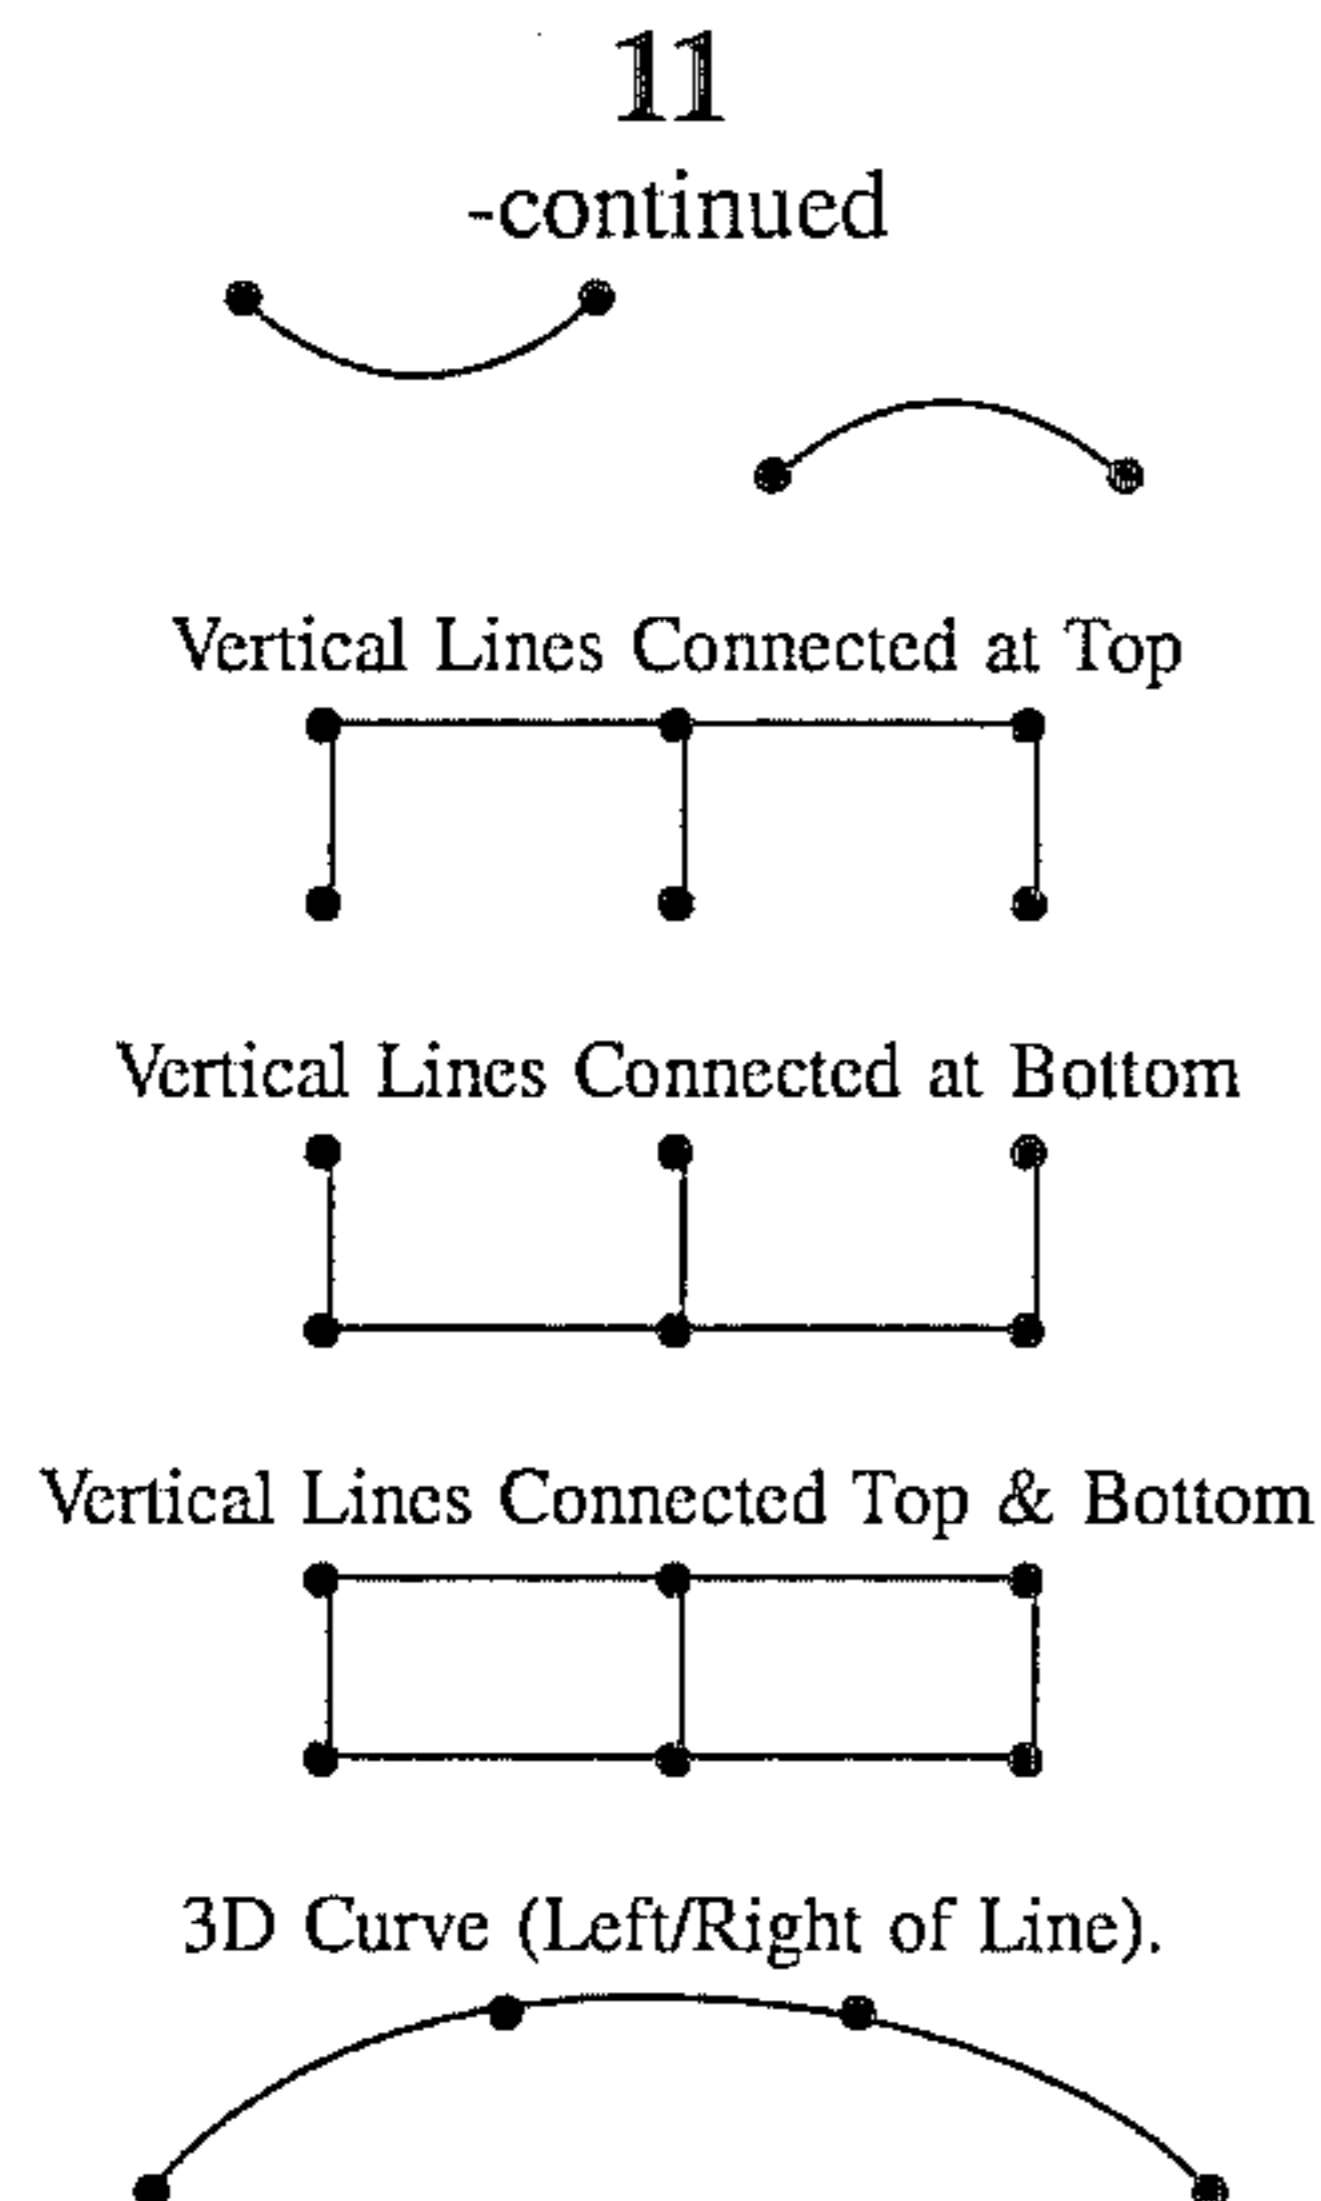 11
-continued
Vertical Lines Connected at Top
Vertical Lines Connected at Bottom
Vertical Lines Connected Top & Bottom
3D Curve (Left/Right of Line).